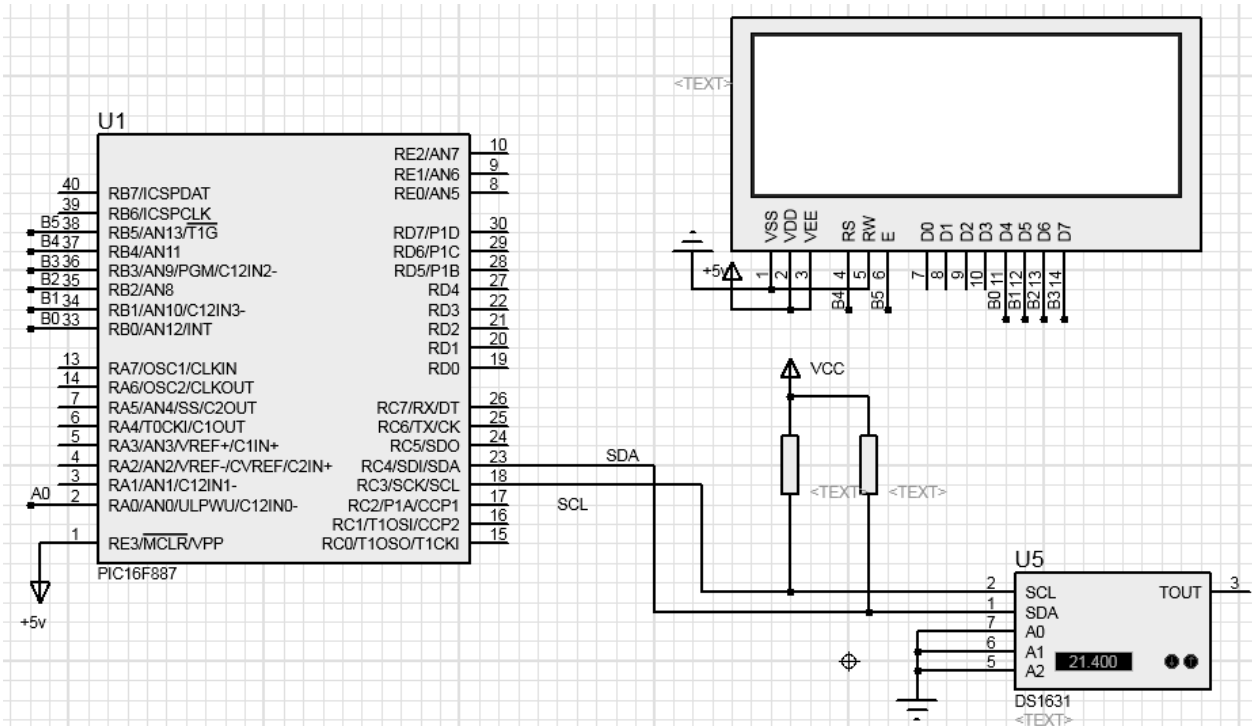 U1
40 RB7/ICSPDAT
39 RB6/ICSPCLK
B5 38 RB5/AN13/T1G
B4 37 RB4/AN11
B3 36 RB3/AN9/PGM/C12IN2-
B2 35 RB2/AN8
B1 34 RB1/AN10/C12IN3-
B0 33 RB0/AN12/INT
13 RA7/OSC1/CLKIN
14 RA6/OSC2/CLKOUT
7 RA5/AN4/SS/C2OUT
6 RA4/T0CKI/C1OUT
5 RA3/AN3/VREF+/C1IN+
4 RA2/AN2/VREF-/CVREF/C2IN+
3 RA1/AN1/C12IN1-
A0 2 RA0/AN0/ULPWU/C12IN0-
1 RE3/MCLR/VPP
RE2/AN7 10
RE1/AN6 9
RE0/AN5 8
RD7/P1D 30
RD6/P1C 29
RD5/P1B 28
RD4 27
RD3 22
RD2 21
RD1 20
RD0 19
RC7/RX/DT 26
RC6/TX/CK 25
RC5/SDO 24
RC4/SDI/SDA 23
RC3/SCK/SCL 18
RC2/P1A/CCP1 17
RC1/T1OSI/CCP2 16
RC0/T1OSO/T1CKI 15
PIC16F887
+5v
<TEXT>
VSS VDD VEE RS RW E D0 D1 D2 D3 D4 D5 D6 D7
1 2 3 4 5 6 7 8 9 10 11 12 13 14
+5v
B4 B5 B0 B1 B2 B3
VCC
SDA
SCL
<TEXT> <TEXT>
U5
2 SCL
1 SDA
7 A0
6 A1
5 A2
TOUT 3
21.400
DS1631
<TEXT>